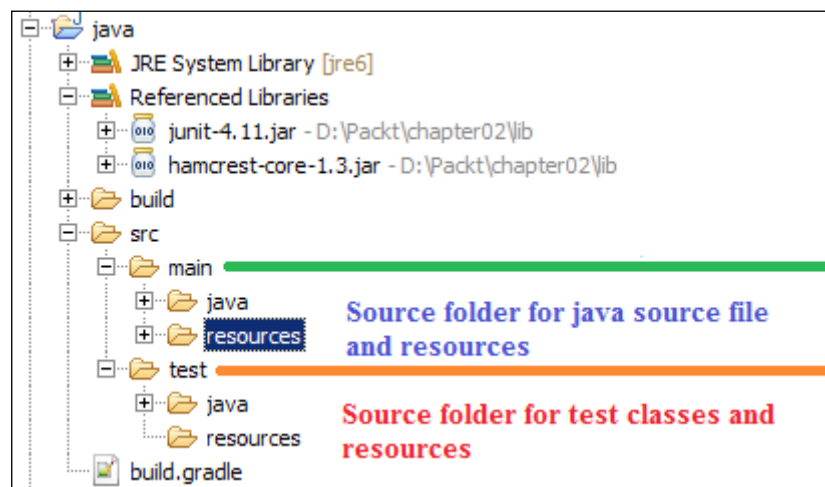 java
JRE System Library [jre6]
Referenced Libraries
junit-4.11.jar - D:\Packt\chapter02\lib
hamcrest-core-1.3.jar - D:\Packt\chapter02\lib
build
src
main
java
resources
Source folder for java source file
and resources
test
java
resources
Source folder for test classes and
resources
build.gradle